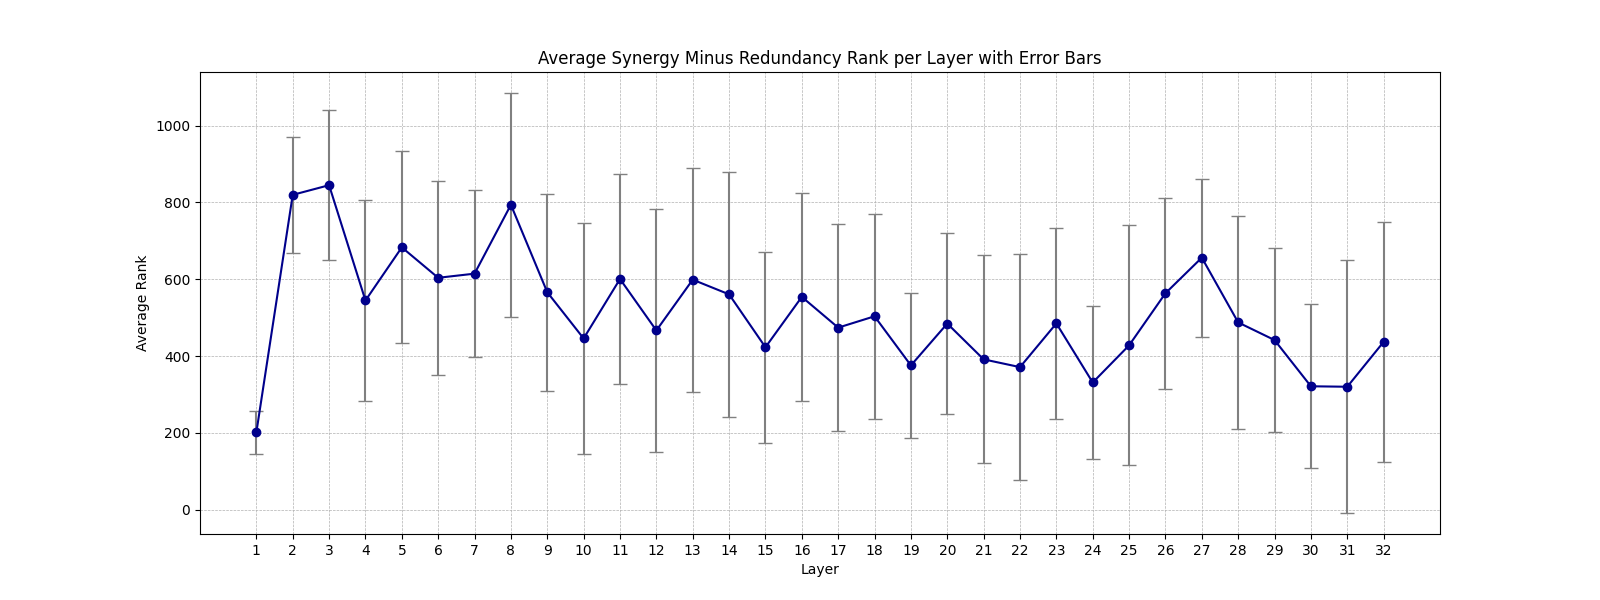 Average Synergy Minus Redundancy Rank per Layer with Error Bars
Average Rank
1000
800
600
400
200
0
1 2 3 4 5 6 7 8 9 10 11 12 13 14 15 16 17 18 19 20 21 22 23 24 25 26 27 28 29 30 31 32
Layer